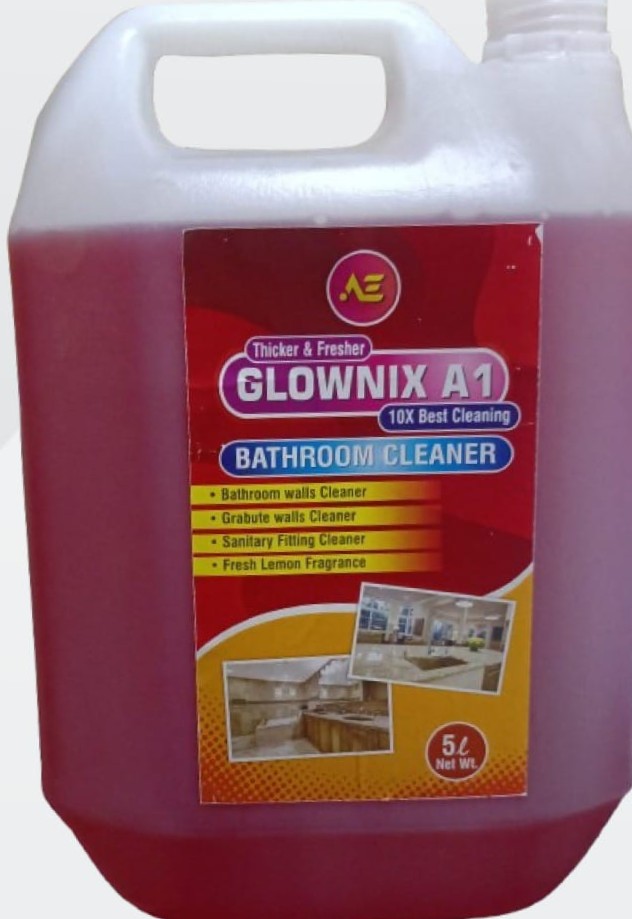 AE
Thicker & Fresher
GLOWNIX A1
10X Best Cleaning
BATHROOM CLEANER
• Bathroom walls Cleaner
• Grabute walls Cleaner
• Sanitary Fitting Cleaner
• Fresh Lemon Fragrance
5ℓ
Net Wt.